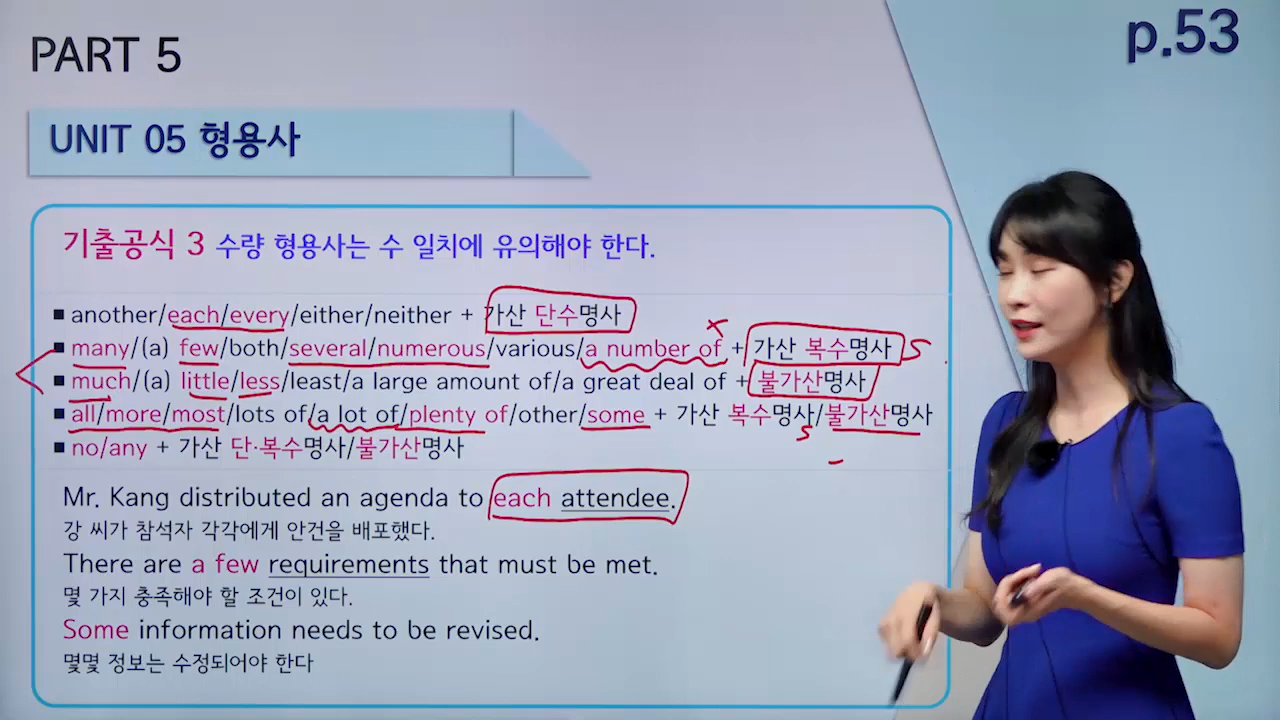 p.53
PART 5
UNIT 05 형용사
기출공식 3 수량 형용사는 수 일치에 유의해야 한다.
■ another/each/every/either/neither + 가산 단수명사
■ many/(a) few/both/several/numerous/various/a number of + 가산 복수명사 s
■ much/(a) little/less/least/a large amount of/a great deal of + 불가산명사
■ all/more/most/lots of/a lot of/plenty of/other/some + 가산 복수명사/불가산명사
s
■ no/any + 가산 단·복수명사/불가산명사
Mr. Kang distributed an agenda to each attendee.
강 씨가 참석자 각각에게 안건을 배포했다.
There are a few requirements that must be met.
몇 가지 충족해야 할 조건이 있다.
Some information needs to be revised.
몇몇 정보는 수정되어야 한다